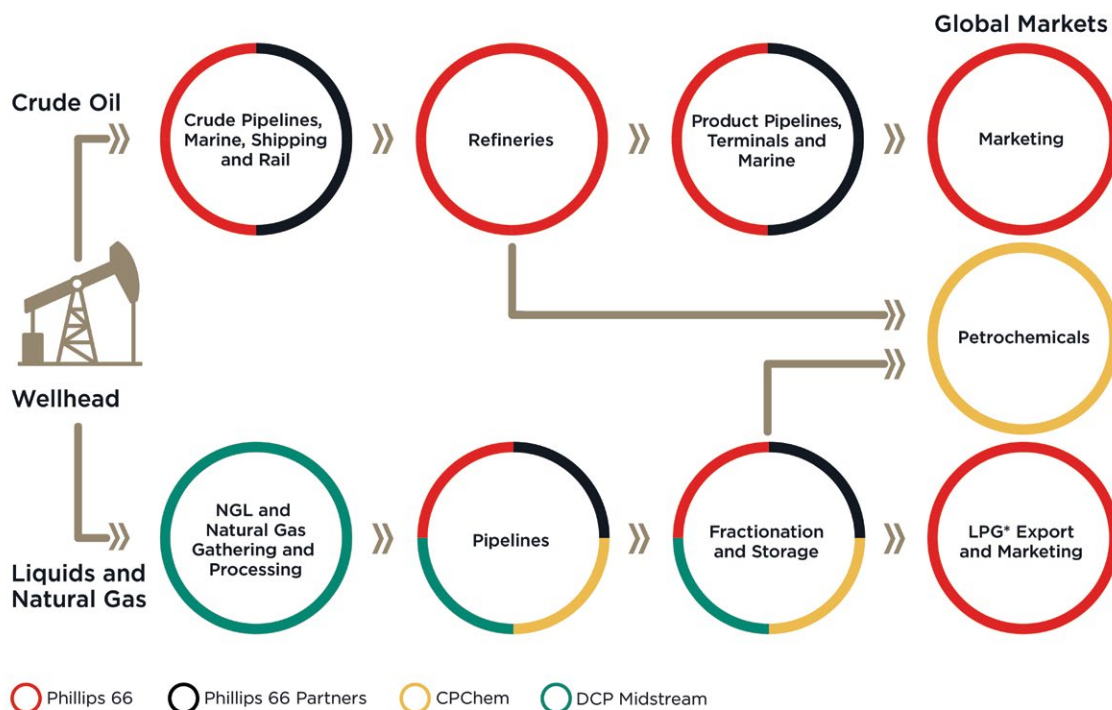 Global Markets
Crude Oil
Crude Pipelines,
Marine, Shipping
and Rail
Refineries
Product Pipelines,
Terminals and
Marine
Marketing
Petrochemicals
Wellhead
NGL and
Natural Gas
Gathering and
Processing
Pipelines
Fractionation
and Storage
LPG* Export
and Marketing
Liquids and
Natural Gas
Phillips 66
Phillips 66 Partners
CPChem
DCP Midstream